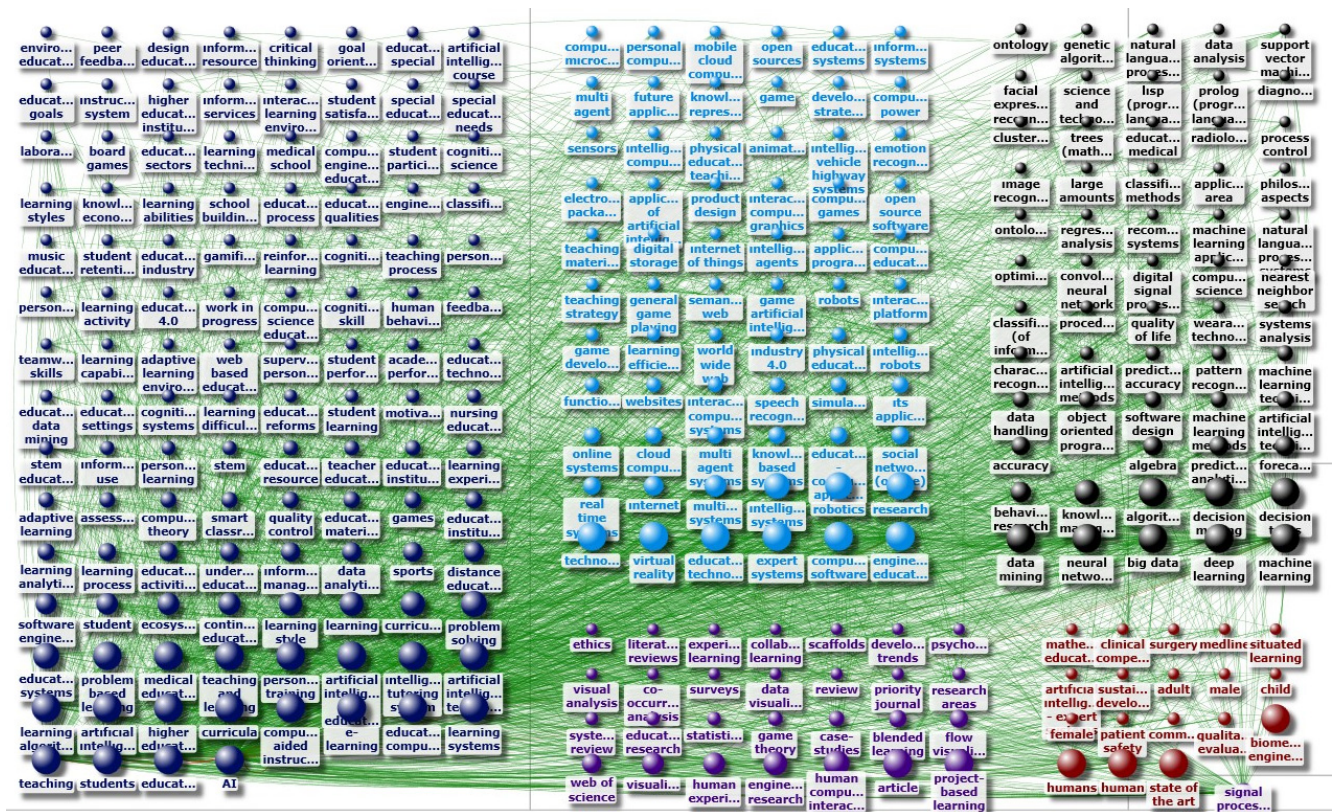 enviro... peer design inform... critical goal educat... artificial
educat... feedba... educat... resource thinking orient... special intellig...
course
educat... instruc... higher inform... interac... student special special
goals system educat... services learning satisfa... educat... educat...
institu... enviro... needs
labora... board educat... learning medical compu... student cogniti...
games sectors techni... school engine... partici... science
educat...
learning knowl... learning school educat... educat... engine... classifi...
styles econo... abilities buildin... process qualities
music student educat... gamifi... reinfor... cogniti... teaching person...
educat... retenti... industry learning process
person... learning educat... work in compu... cogniti... human feedba...
activity 4.0 progress science skill behavi...
educat...
teamw... learning adaptive web superv... student acade... educat...
skills capabi... learning based person... perfor... perfor... techno...
enviro... educat...
educat... educat... cogniti... learning educat... student motiva... nursing
data settings systems difficul... reforms learning educat...
mining
stem inform... person... stem educat... teacher educat... learning
educat... use learning resource educat... institu... experi...
adaptive assess... compu... smart quality educat... games educat...
learning theory classr... control materi... institu...
learning learning educat... under... inform... data sports distance
analyti... process activiti... educat... manag... analyti... educat...
software student ecosys... contin... learning learning curricu... problem
engine... educat... style solving
educat... problem medical teaching person... artificial intellig... artificial
systems based educat... and training intellig... tutoring intellig...
learning learning educat... system techno...
learning artificial higher curricula compu... e-learning educat... learning
algorit... intellig... educat... aided compu... systems
instruc...
teaching students educat... AI
compu... personal mobile open educat... inform...
microc... compu... cloud sources systems systems
compu...
multi future knowl... game develo... compu...
agent applic... repres... strate... power
sensors intellig... physical animat... intellig... emotion
compu... educat... vehicle recogn...
teachi... highway
systems
electro... applic... product interac... compu... open
packa... of design compu... games source
artificial graphics software
intellig...
teaching digital internet intellig... applic... compu...
materi... storage of things agents progra... educat...
teaching general seman... game robots interac...
strategy game web artificial platform
playing intellig...
game learning world industry physical intellig...
develo... efficie... wide 4.0 educat... robots
web
functio... websites interac... speech simula... its
compu... recogn... applic...
systems
online cloud multi knowl... educat... social
systems compu... agent based - netwo...
systems systems compu... (online)
applic...
real internet multi... intellig... robotics research
time systems systems
systems
techno... virtual educat... expert compu... engine...
reality techno... systems software educat...
ontology genetic natural data support
algorit... langua... analysis vector
proces... machi...
facial science lisp prolog diagno...
expres... and (progr... (progr...
recogn... techno... langua... langua...
cluster... trees educat... radiolo... process
(math... medical control
image large classifi... applic... philos...
recogn... amounts methods area aspects
ontolo... regres... recom... machine natural
analysis systems learning langua...
applic... proces...
systems
optimi... convol... digital compu... nearest
neural signal science neighbor
network proces... search
classifi... proced... quality weara... systems
(of of life techno... analysis
inform...
charac... artificial predict... pattern machine
recogn... intellig... accuracy recogn... learning
methods techni...
data object software machine artificial
handling oriented design learning intellig...
progra... methods techni...
accuracy algebra predict... foreca...
analyti...
behavi... knowl... algorit... decision decision
research manag... making trees
data neural big data deep machine
mining netwo... learning learning
ethics literat... experi... collab... scaffolds develo... psycho...
reviews learning learning trends
visual co- surveys data review priority research
analysis occurr... visuali... journal areas
analysis
syste... educat... statisti... game case- blended flow
review research theory studies learning visuali...
web of visuali... human engine... human article project-
science experi... research compu... based
interac... learning
mathe... clinical surgery medline situated
educat... compe... learning
artificial sustai... adult male child
intellig... develo...
- expert
female patient comm... qualita... biome...
safety evalua... engine...
humans human state of
the art
signal
proces...